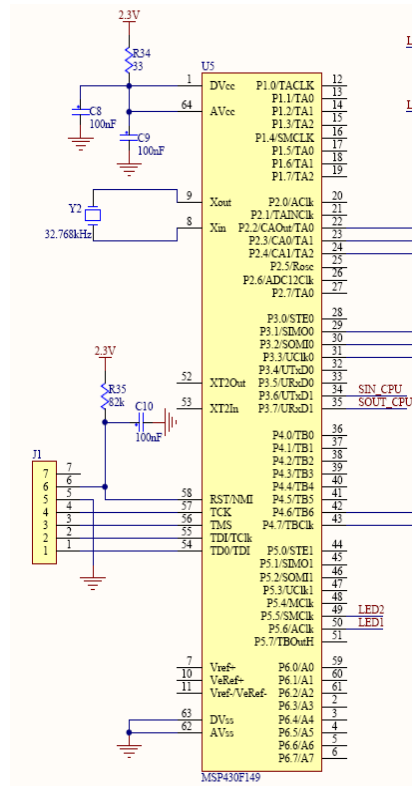 2.3V
R34
33
U5
L
C8
100nF
C9
100nF
1 DVcc P1.0/TACLK 12
P1.1/TA0 13
64 AVcc P1.2/TA1 14
P1.3/TA2 15
P1.4/SMCLK 16
P1.5/TA0 17
P1.6/TA1 18
P1.7/TA2 19
L
Y2
32.768kHz
9 Xout P2.0/AClk 20
P2.1/TAINClk 21
8 Xin P2.2/CAOut/TA0 22
P2.3/CA0/TA1 23
P2.4/CA1/TA2 24
P2.5/Rosc 25
P2.6/ADC12Clk 26
P2.7/TA0 27
P3.0/STE0 28
P3.1/SIMO0 29
P3.2/SOMI0 30
P3.3/UClk0 31
P3.4/UTxD0 32
52 XT2Out P3.5/URxD0 33
P3.6/UTxD1 34 SIN_CPU
53 XT2In P3.7/URxD1 35 SOUT_CPU
2.3V
R35
82k
C10
100nF
P4.0/TB0 36
P4.1/TB1 37
P4.2/TB2 38
P4.3/TB3 39
P4.4/TB4 40
58 RST/NMI P4.5/TB5 41
57 TCK P4.6/TB6 42
56 TMS P4.7/TBClk 43
55 TDI/TClk
54 TD0/TDI P5.0/STE1 44
J1
7 7
6 6
5 5
4 4
3 3
2 2
1 1
P5.1/SIMO1 45
P5.2/SOMI1 46
P5.3/UClk1 47
P5.4/MClk 48
P5.5/SMClk 49 LED2
P5.6/AClk 50 LED1
P5.7/TBOutH 51
7 Vref+ P6.0/A0 59
10 VeRef+ P6.1/A1 60
11 Vref-/VeRef- P6.2/A2 61
P6.3/A3 2
63 DVss P6.4/A4 3
62 AVss P6.5/A5 4
P6.6/A6 5
P6.7/A7 6
MSP430F149